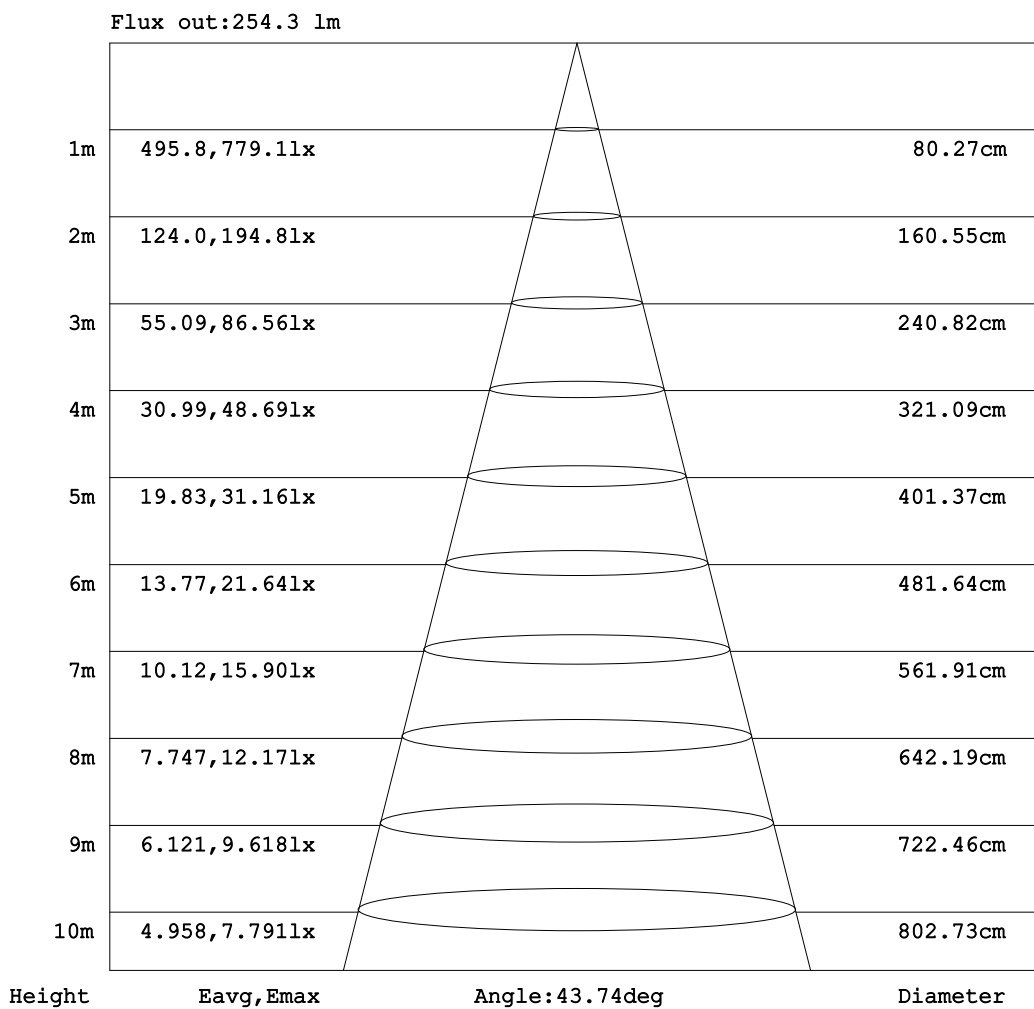 Flux out:254.3 lm
1m 495.8,779.1lx 80.27cm
2m 124.0,194.8lx 160.55cm
3m 55.09,86.56lx 240.82cm
4m 30.99,48.69lx 321.09cm
5m 19.83,31.16lx 401.37cm
6m 13.77,21.64lx 481.64cm
7m 10.12,15.90lx 561.91cm
8m 7.747,12.17lx 642.19cm
9m 6.121,9.618lx 722.46cm
10m 4.958,7.791lx 802.73cm
Height Eavg,Emax Angle:43.74deg Diameter